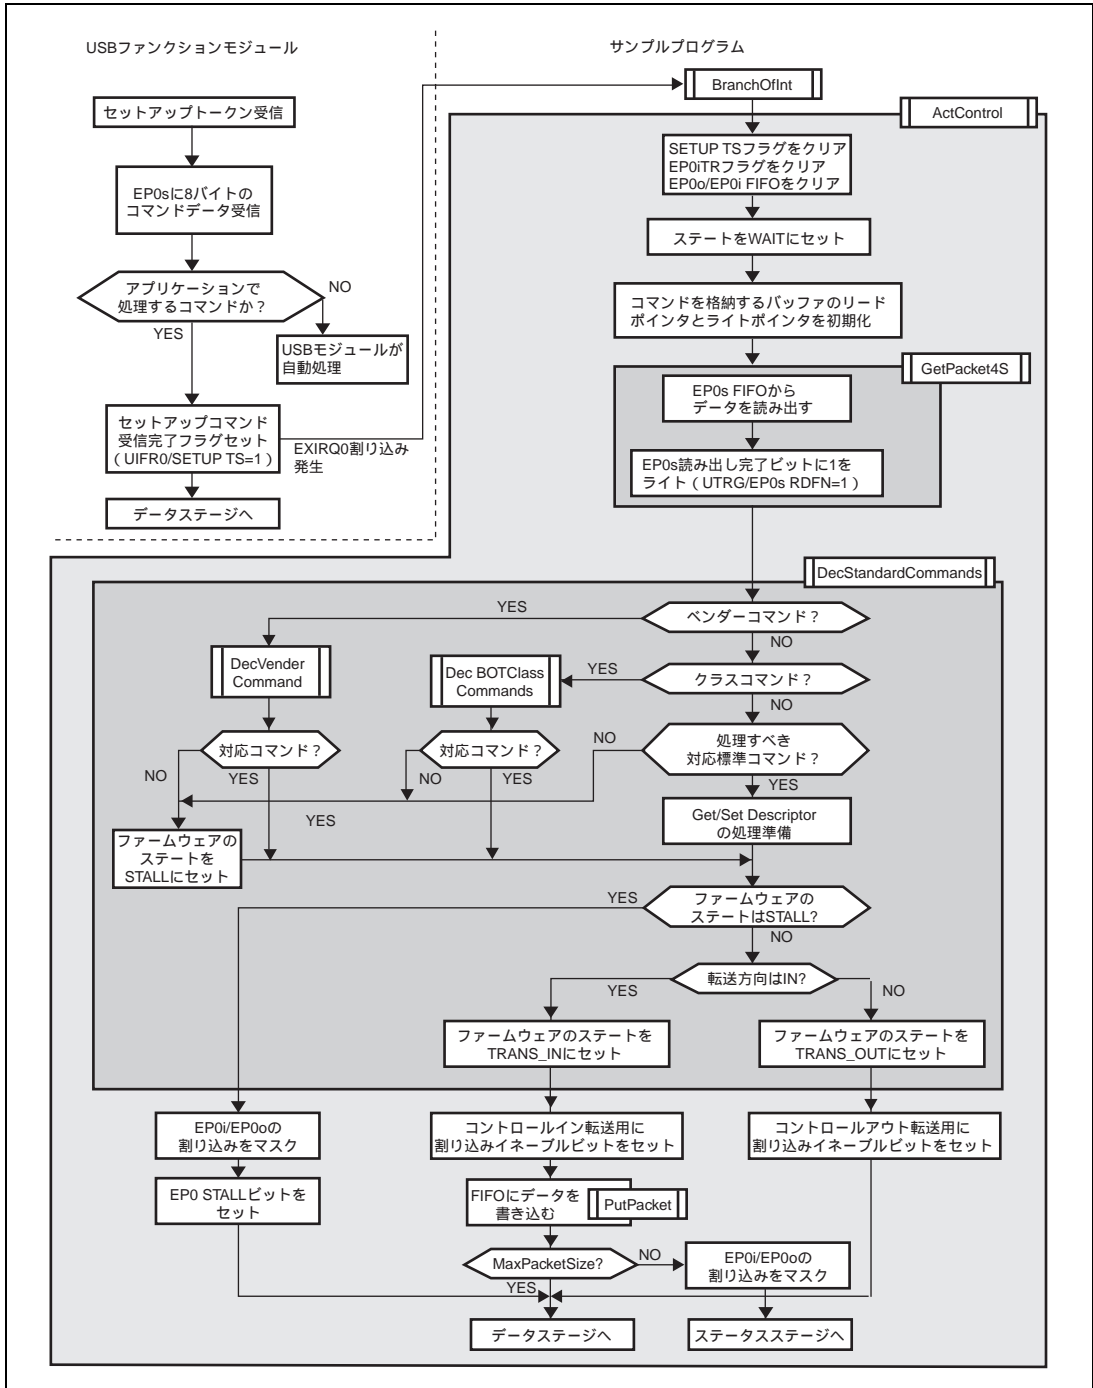 USBファンクションモジュール
サンプルプログラム
セットアップトークン受信
EP0sに8バイトの
コマンドデータ受信
アプリケーションで
処理するコマンドか？
NO
YES
USBモジュールが
自動処理
セットアップコマンド
受信完了フラグセット
（UIFR0/SETUP TS=1）
EXIRQ0割り込み
発生
データステージへ
BranchOfInt
ActControl
SETUP TSフラグをクリア
EP0iTRフラグをクリア
EP0o/EP0i FIFOをクリア
ステートをWAITにセット
コマンドを格納するバッファのリード
ポインタとライトポインタを初期化
GetPacket4S
EP0s FIFOから
データを読み出す
EP0s読み出し完了ビットに1を
ライト（UTRG/EP0s RDFN=1）
DecStandardCommands
ベンダーコマンド？
YES
NO
DecVender
Command
Dec BOTClass
Commands
YES
クラスコマンド？
NO
対応コマンド？
NO
YES
対応コマンド？
NO
YES
NO
処理すべき
対応標準コマンド？
YES
YES
Get/Set Descriptor
の処理準備
ファームウェアの
ステートを
STALLにセット
YES
ファームウェアの
ステートはSTALL?
NO
転送方向はIN?
YES
NO
ファームウェアのステートを
TRANS_INにセット
ファームウェアのステートを
TRANS_OUTにセット
EP0i/EP0oの
割り込みをマスク
コントロールイン転送用に
割り込みイネーブルビットをセット
コントロールアウト転送用に
割り込みイネーブルビットをセット
EP0 STALLビットを
セット
FIFOにデータを
書き込む
PutPacket
MaxPacketSize?
NO
YES
EP0i/EP0oの
割り込みをマスク
データステージへ
ステータスステージへ